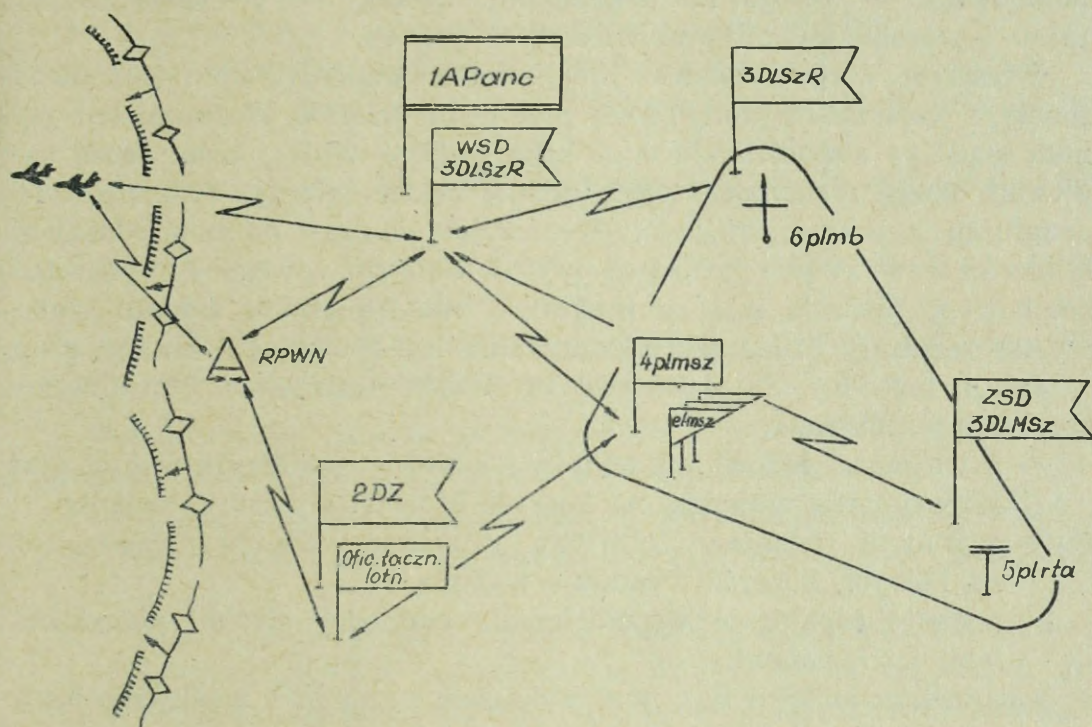 1APanc
3DLSzR
WSD
3DLSzR
6plmb
RPWN
4plmsz
elmsz
ZSD
3DLMSz
2DZ
Ofic. łączn.
lotn.
5plrta